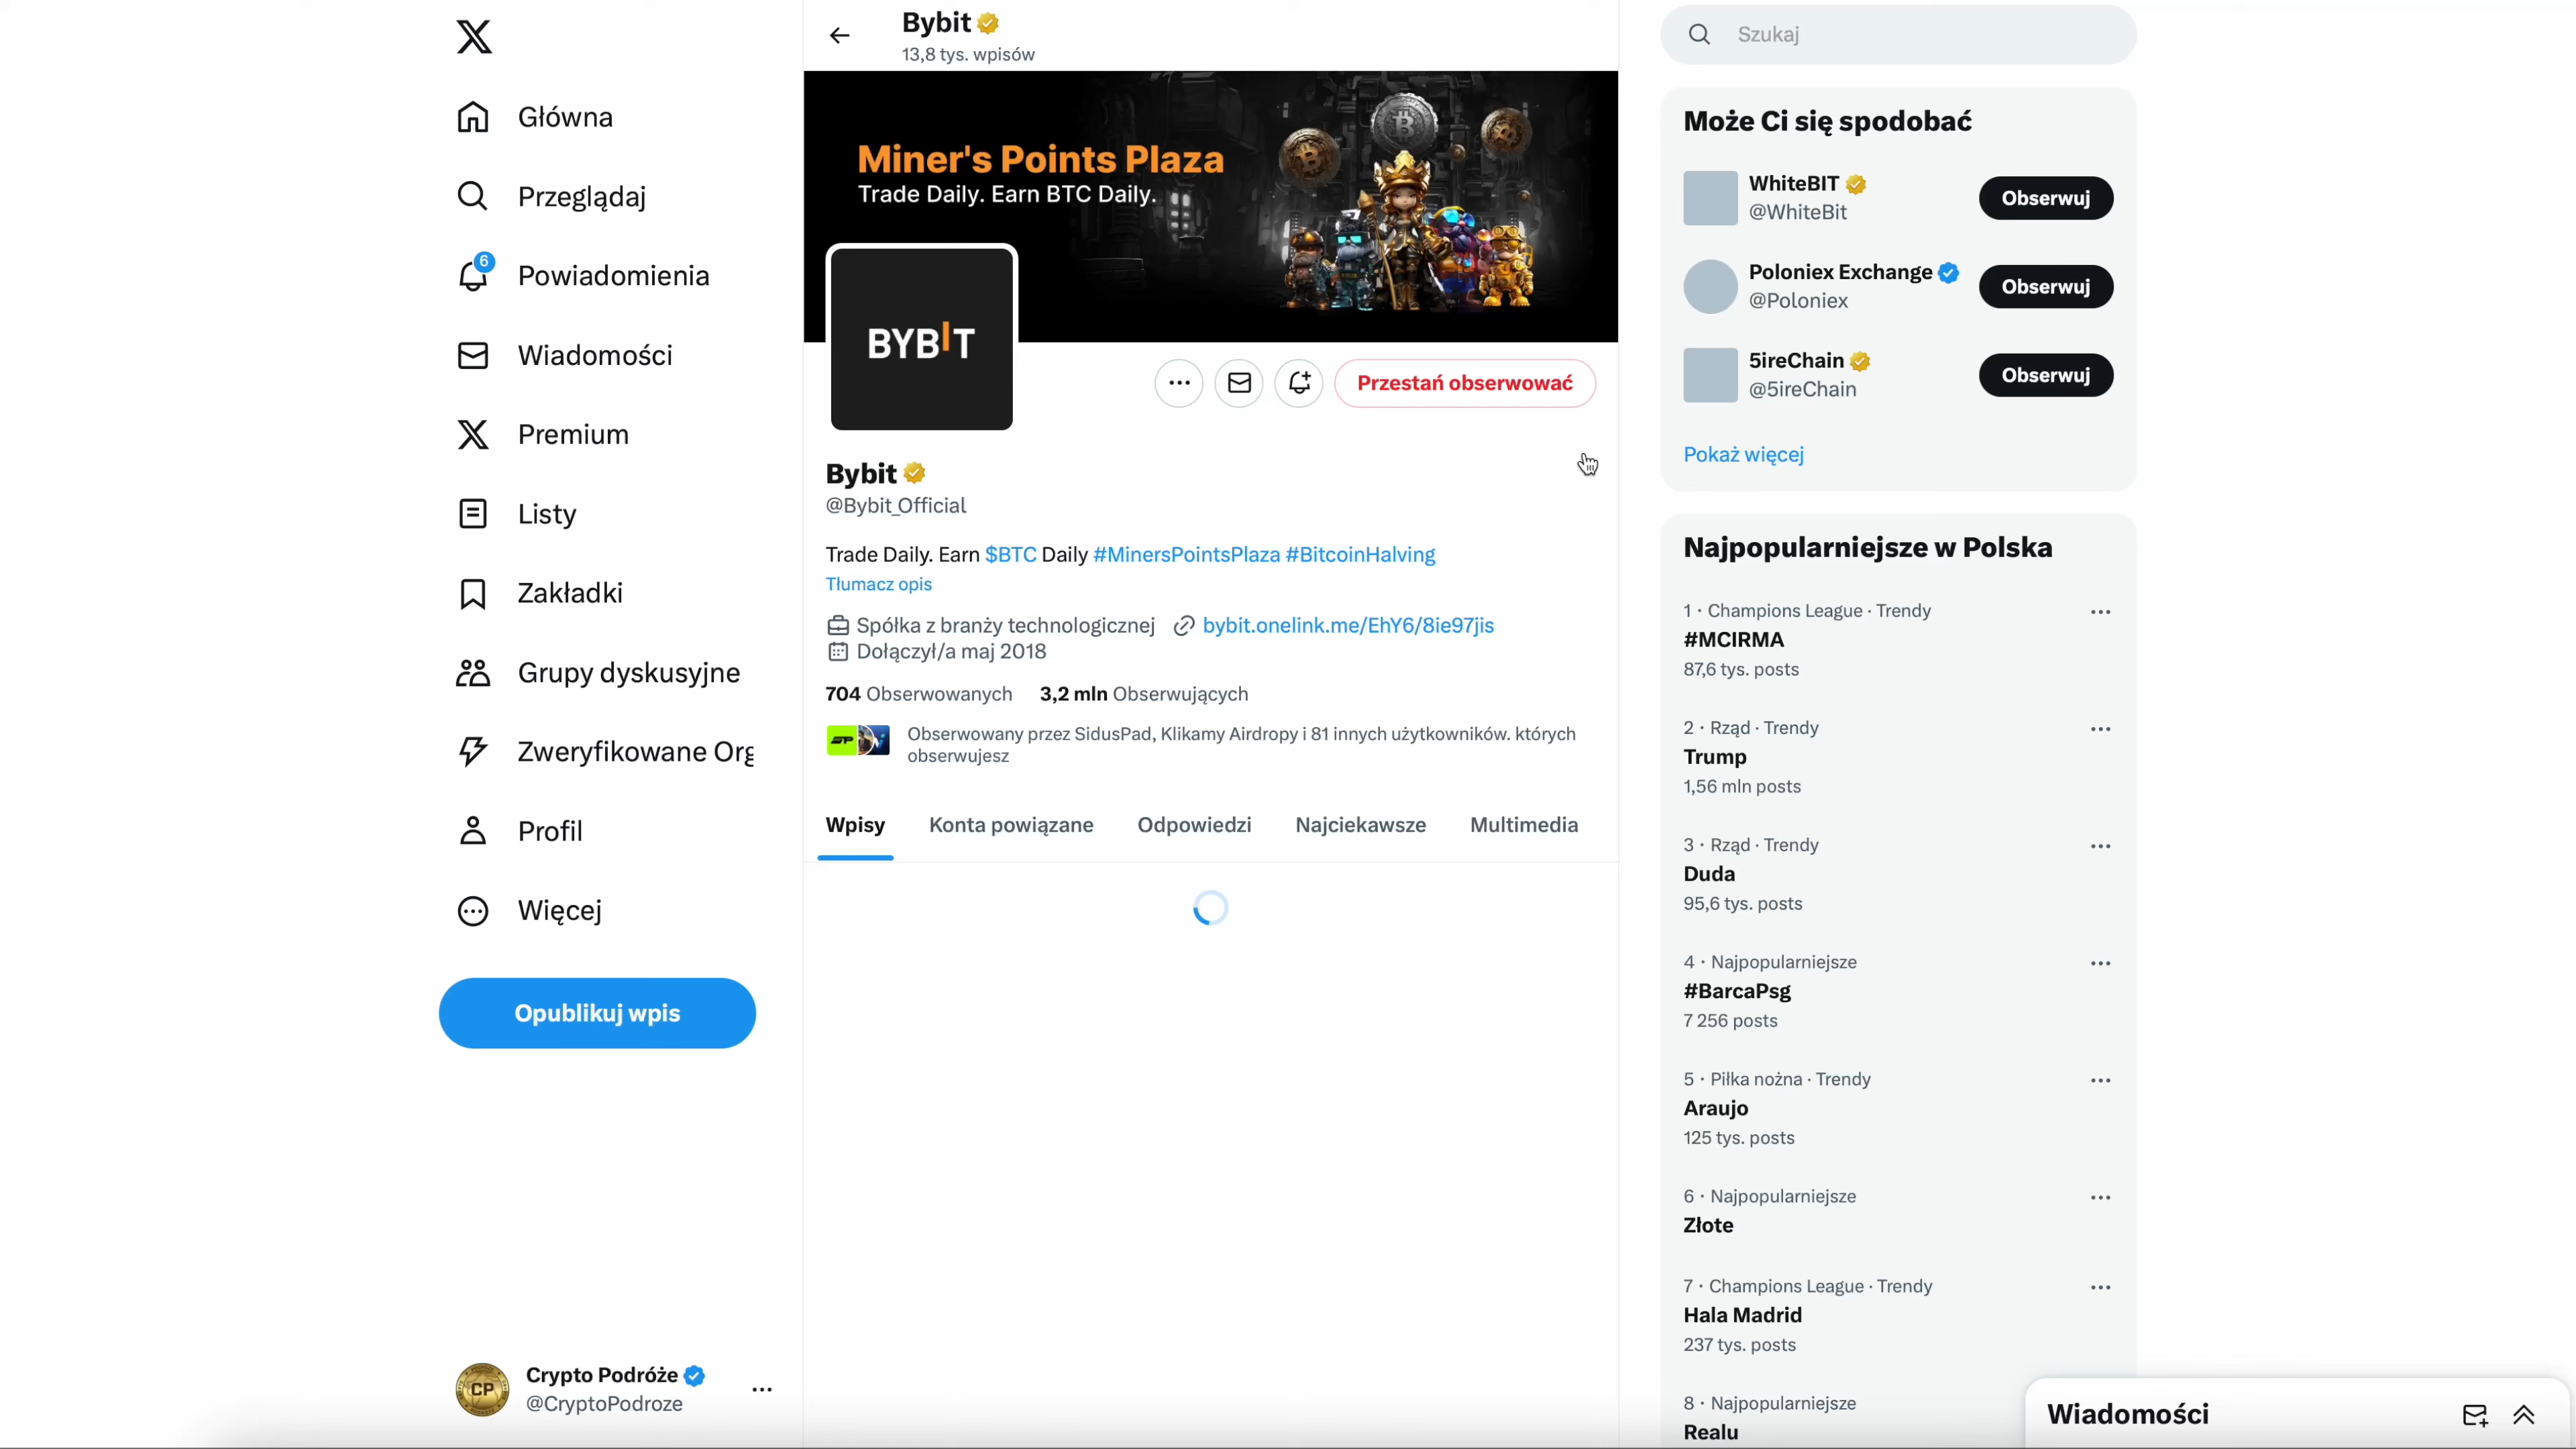 Główna
Przeglądaj
6
Powiadomienia
Wiadomości
Premium
Listy
Zakładki
Grupy dyskusyjne
Zweryfikowane Org
Profil
Więcej
Opublikuj wpis
CP
Crypto Podróże
@CryptoPodroze
Bybit
13,8 tys. wpisów
Miner's Points Plaza
Trade Daily. Earn BTC Daily.
BYBIT
Przestań obserwować
Bybit
@Bybit_Official
Trade Daily. Earn $BTC Daily #MinersPointsPlaza #BitcoinHalving
Tłumacz opis
Spółka z branży technologicznej bybit.onelink.me/EhY6/8ie97jis
Dołączył/a maj 2018
704 Obserwowanych 3,2 mln Obserwujących
SP
Obserwowany przez SidusPad, Klikamy Airdropy i 81 innych użytkowników. których
obserwujesz
Wpisy Konta powiązane Odpowiedzi Najciekawsze Multimedia
Szukaj
Może Ci się spodobać
WhiteBIT
@WhiteBit
Obserwuj
Poloniex Exchange
@Poloniex
Obserwuj
5ireChain
@5ireChain
Obserwuj
Pokaż więcej
Najpopularniejsze w Polska
1 · Champions League · Trendy
#MCIRMA
87,6 tys. posts
2 · Rząd · Trendy
Trump
1,56 mln posts
3 · Rząd · Trendy
Duda
95,6 tys. posts
4 · Najpopularniejsze
#BarcaPsg
7 256 posts
5 · Piłka nożna · Trendy
Araujo
125 tys. posts
6 · Najpopularniejsze
Złote
7 · Champions League · Trendy
Hala Madrid
237 tys. posts
8 · Najpopularniejsze
Realu
Wiadomości